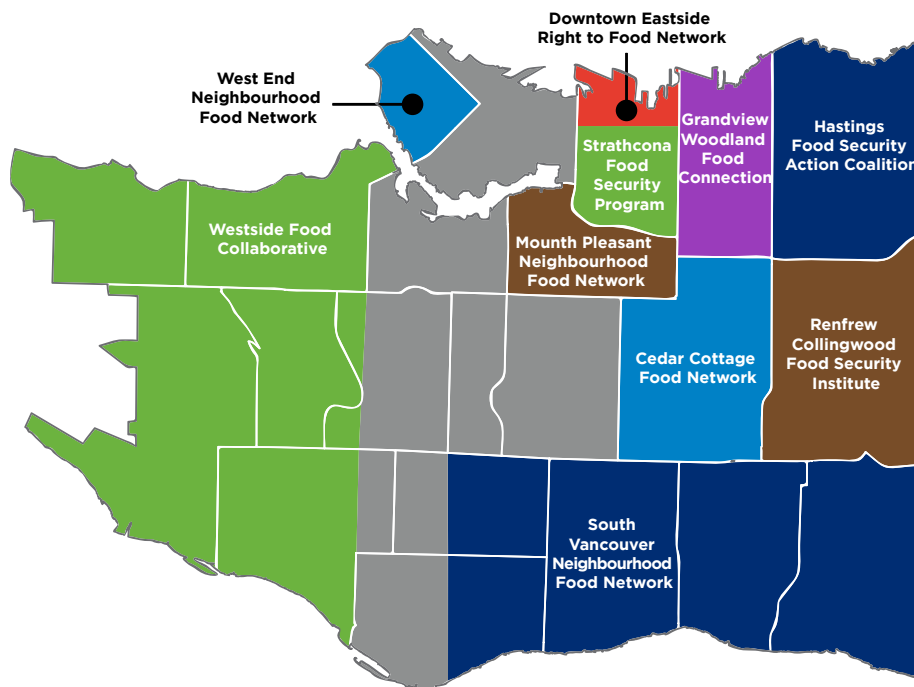 Downtown Eastside
Right to Food Network
West End
Neighbourhood
Food Network
Strathcona
Food
Security
Program
Grandview
Woodland
Food
Connection
Hastings
Food Security
Action Coalition
Westside Food
Collaborative
Mounth Pleasant
Neighbourhood
Food Network
Cedar Cottage
Food Network
Renfrew
Collingwood
Food Security
Institute
South
Vancouver
Neighbourhood
Food Network